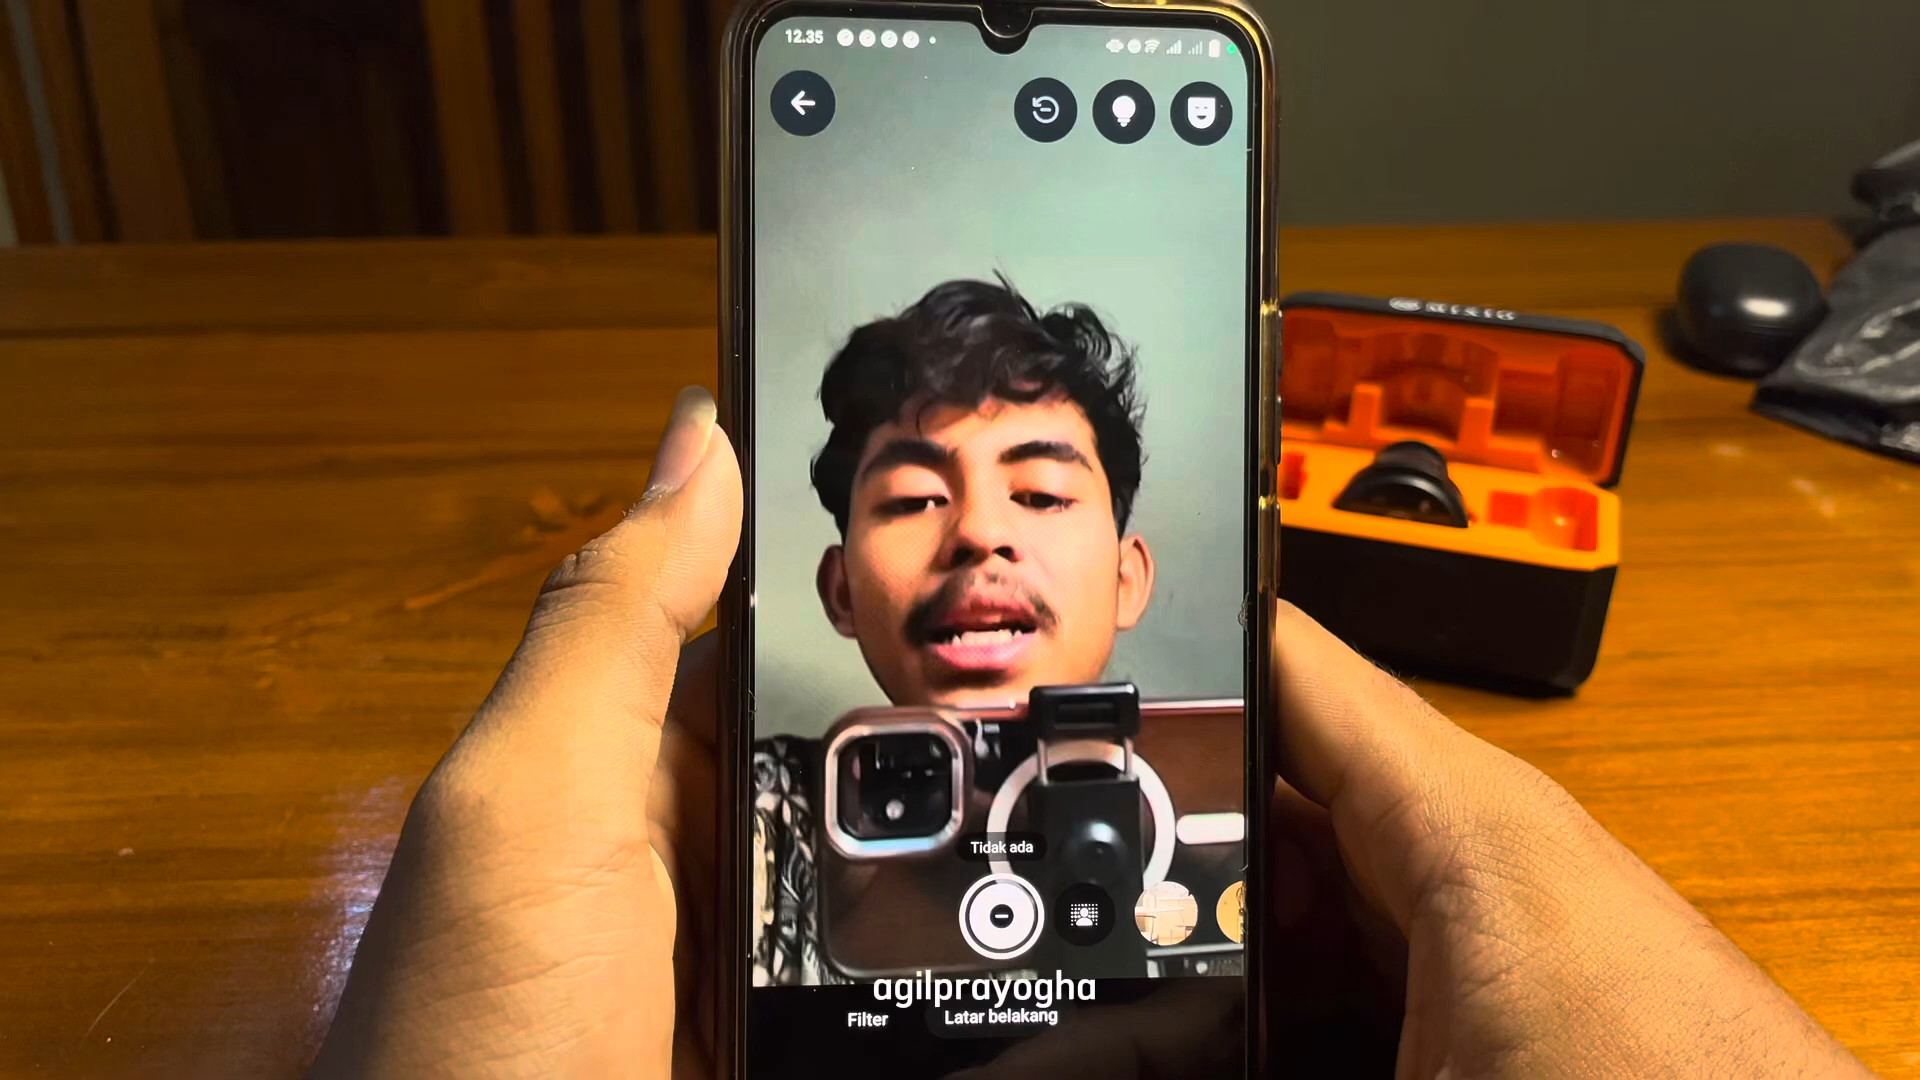 12.35
Tidak ada
agilprayogha
Filter
Latar belakang